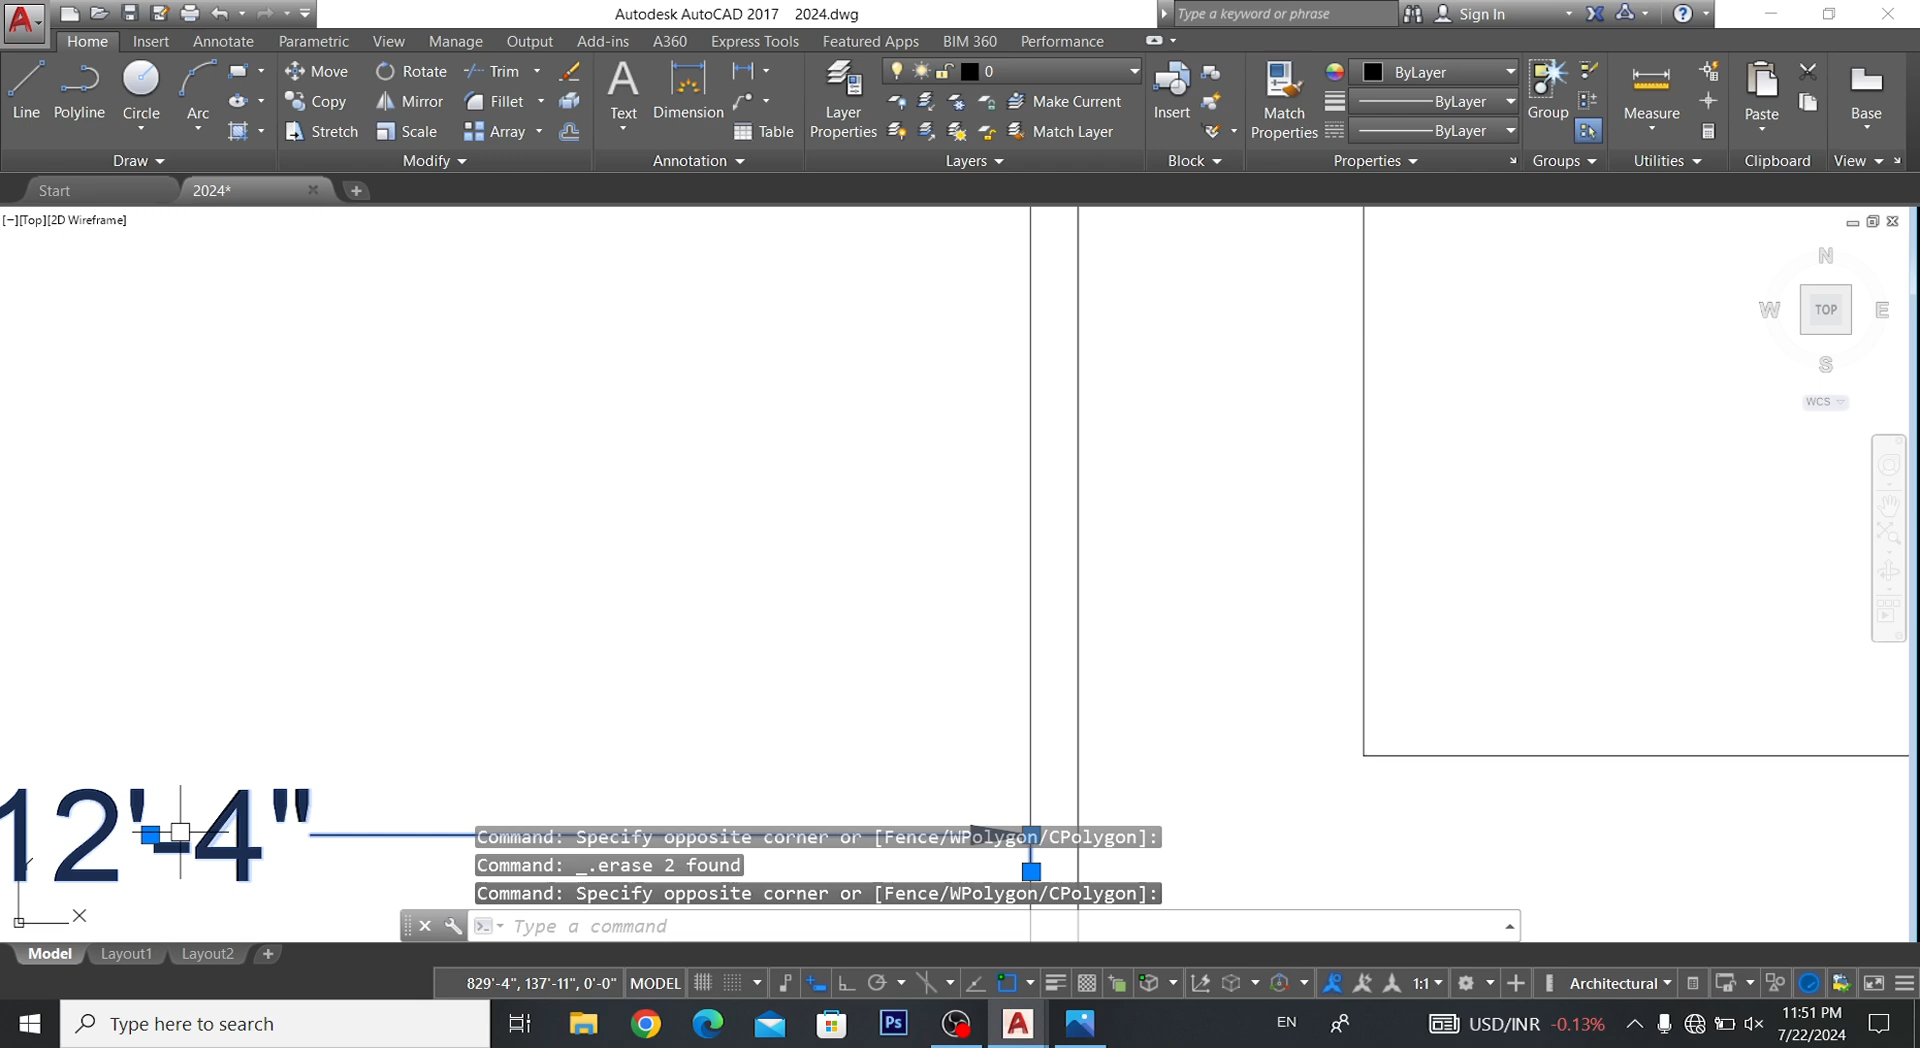 Autodesk AutoCAD 2017 2024.dwg
Type a keyword or phrase
Sign In
Home Insert Annotate Parametric View Manage Output Add-ins A360 Express Tools Featured Apps BIM 360 Performance
Line Polyline Circle Arc
Move Rotate Trim
Copy Mirror Fillet
Stretch Scale Array
Text Dimension Table
Layer Properties
0
Make Current
Match Layer
Insert
Match Properties
ByLayer
ByLayer
ByLayer
Group Measure Paste Base
Draw Modify Annotation Layers Block Properties Groups Utilities Clipboard View
Start 2024*
[−][Top][2D Wireframe]
N
W TOP E
S
WCS
12'-4"
X
Command: Specify opposite corner or [Fence/WPolygon/CPolygon]:
Command: _.erase 2 found
Command: Specify opposite corner or [Fence/WPolygon/CPolygon]:
Type a command
Model Layout1 Layout2
829'-4", 137'-11", 0'-0" MODEL 1:1 Architectural
Type here to search
Ps
EN
USD/INR -0.13%
11:51 PM
7/22/2024